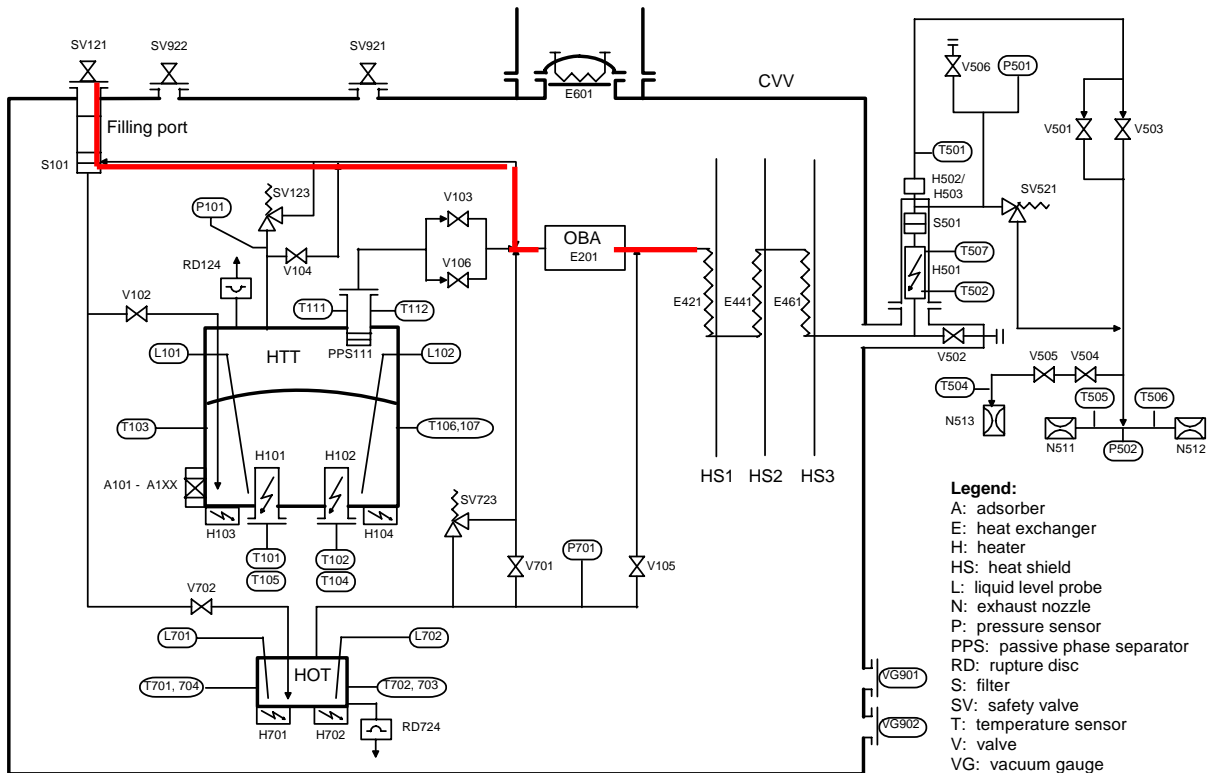 SV121
SV922
SV921
E601
CVV
V506
P501
V501
V503
Filling port
S101
T501
H502/
H503
SV521
S501
T507
H501
T502
P101
SV123
V103
V104
V106
OBA
E201
RD124
V102
T111
T112
PPS111
E421
E441
E461
V502
L101
HTT
L102
V505
V504
T504
T505
T506
N513
N511
P502
N512
T103
T106,107
HS1
HS2
HS3
A101 - A1XX
H101
H102
H103
H104
SV723
T101
T105
T102
T104
P701
V701
V105
V702
L701
L702
HOT
T701, 704
T702, 703
H701
H702
RD724
VG901
VG902
Legend:
A: adsorber
E: heat exchanger
H: heater
HS: heat shield
L: liquid level probe
N: exhaust nozzle
P: pressure sensor
PPS: passive phase separator
RD: rupture disc
S: filter
SV: safety valve
T: temperature sensor
V: valve
VG: vacuum gauge